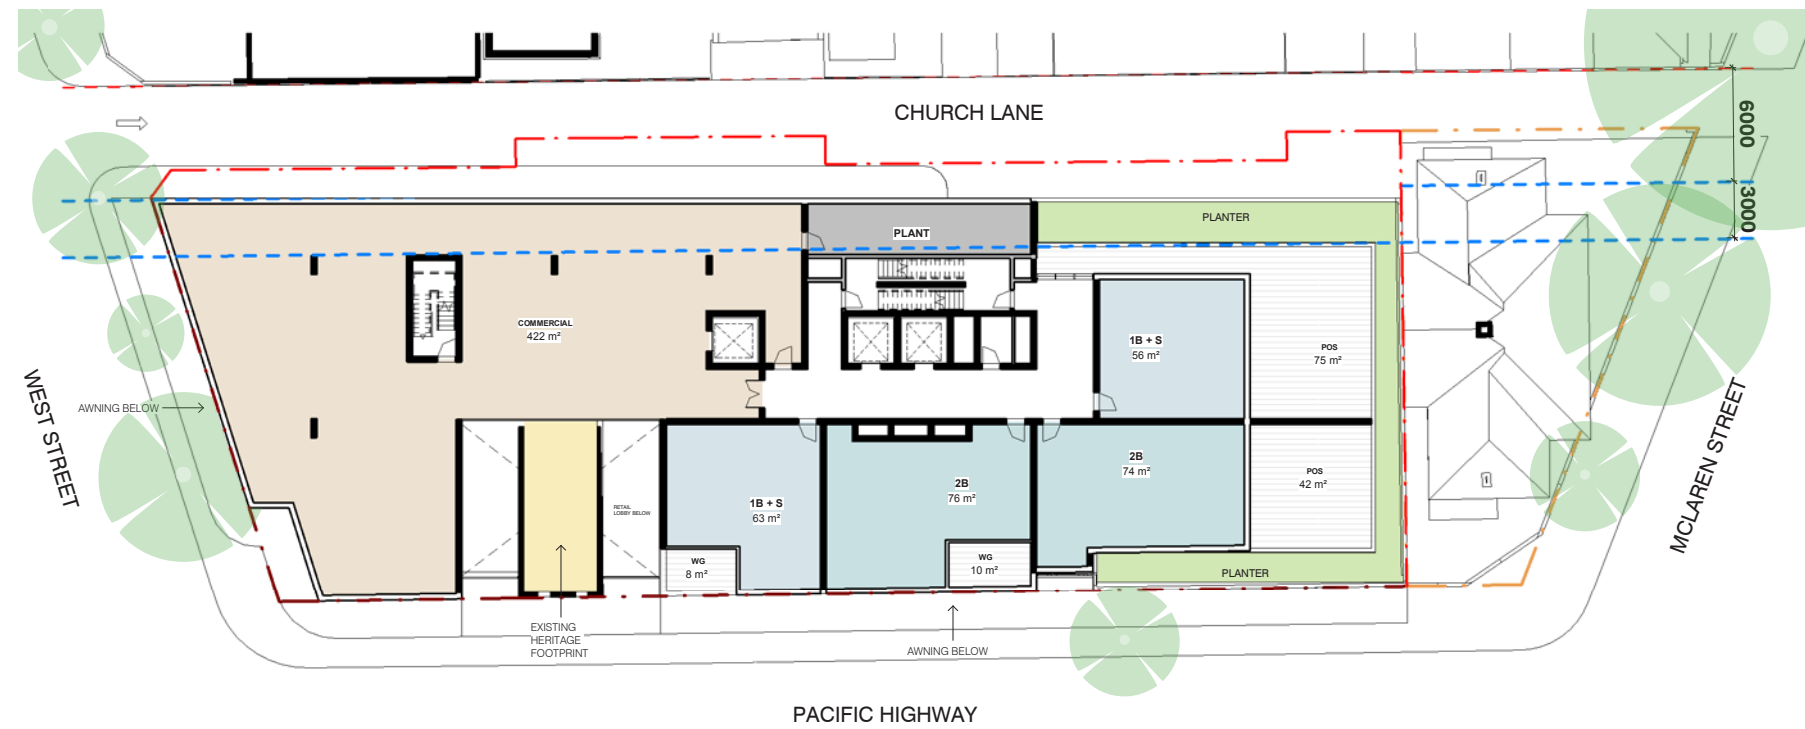 CHURCH LANE
6000
3000
PLANTER
PLANT
COMMERCIAL
422 m²
1B + S
56 m²
POS
75 m²
WEST STREET
AWNING BELOW
MCLAREN STREET
2B
74 m²
POS
42 m²
2B
76 m²
1B + S
63 m²
RETAIL
LOBBY BELOW
WG
8 m²
WG
10 m²
PLANTER
EXISTING
HERITAGE
FOOTPRINT
AWNING BELOW
PACIFIC HIGHWAY